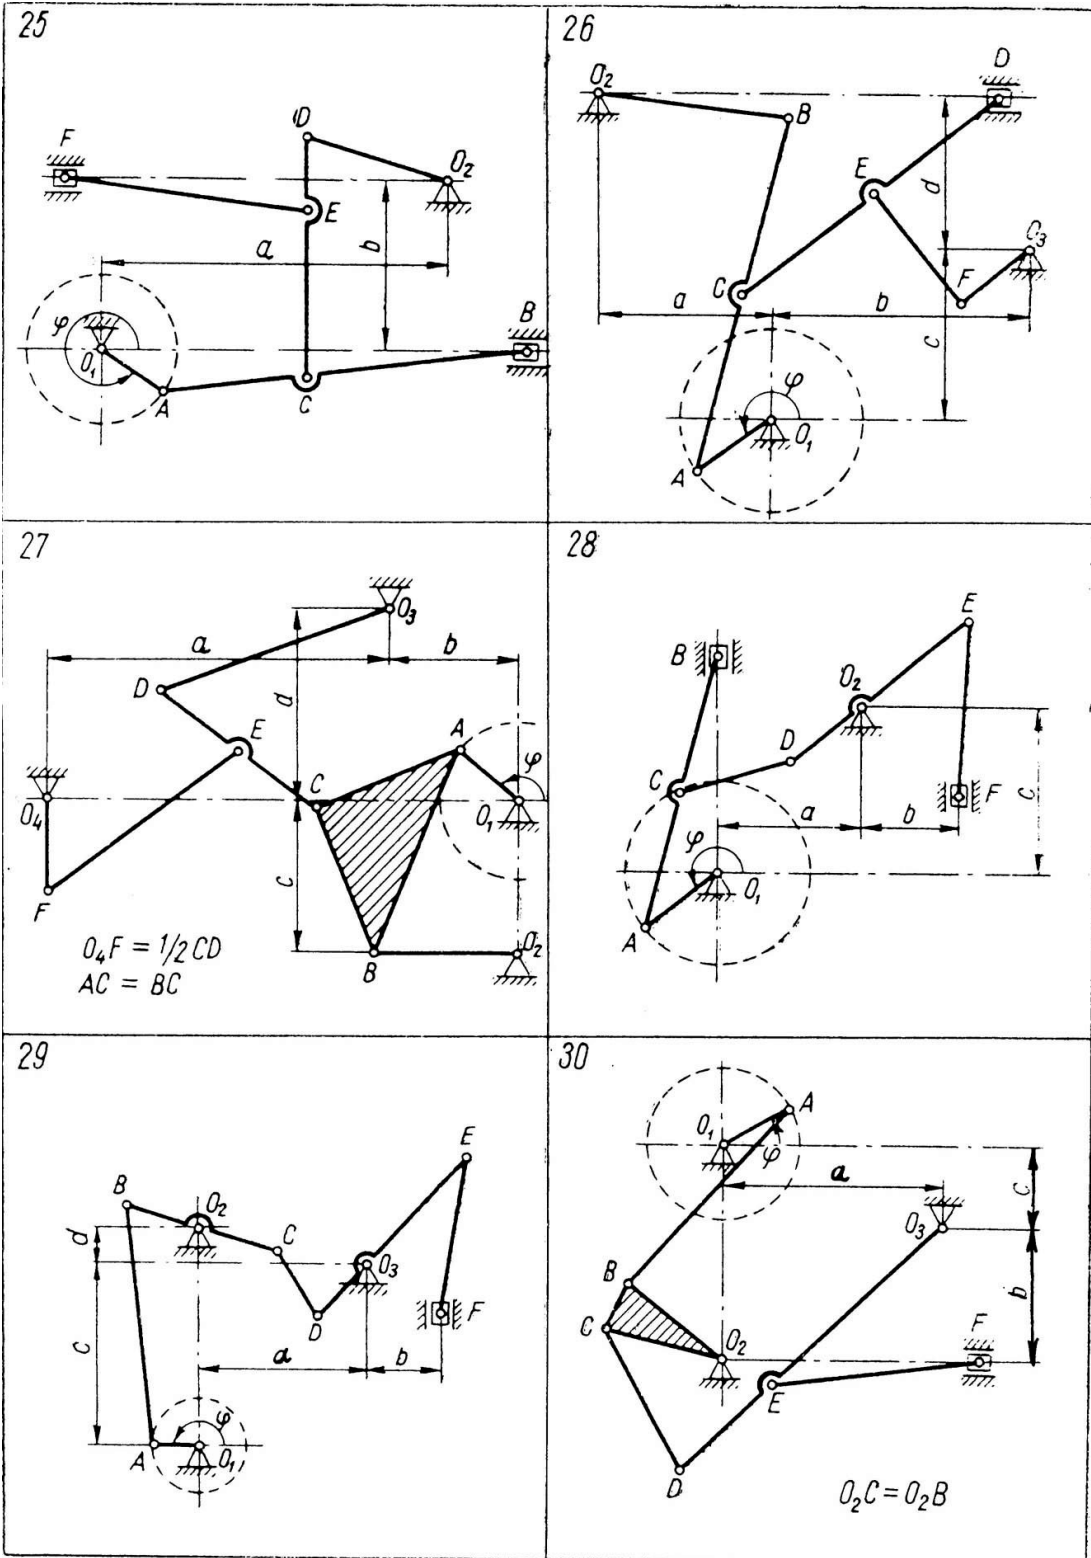 25
D
F
O₂
E
a
b
φ
O₁
B
A
C
26
O₂
D
B
E
d
O₃
C
F
a
b
c
φ
O₁
A
27
O₃
a
b
D
d
E
A
C
φ
O₄
O₁
c
F
O₂
B
O₄F = 1/2 CD
AC = BC
28
E
B
O₂
D
C
F
a
b
c
φ
O₁
A
29
E
B
O₂
C
d
O₃
F
D
c
a
b
φ
A
O₁
30
A
O₁
φ
c
a
O₃
B
b
C
O₂
F
E
D
O₂C = O₂B